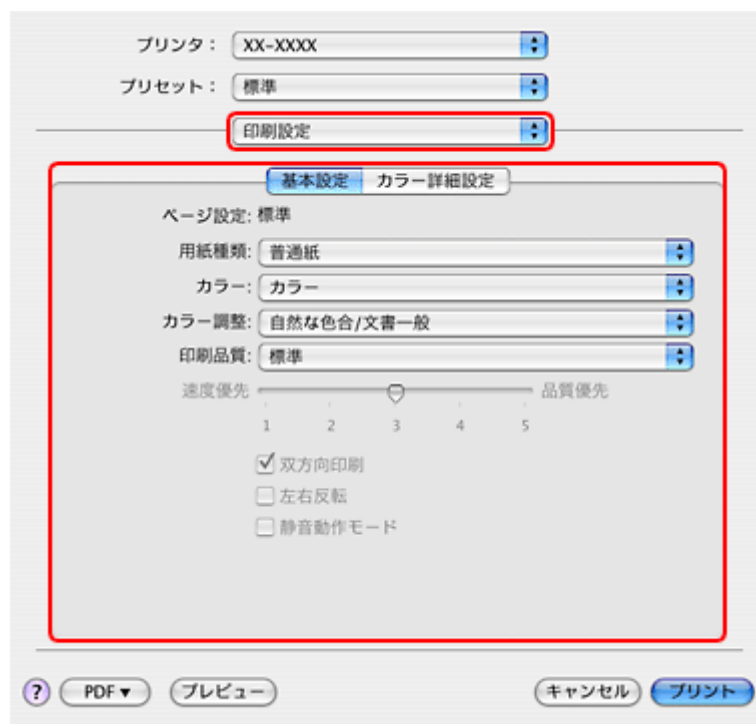 プリンタ： XX-XXXX
プリセット： 標準
印刷設定
基本設定 カラー詳細設定
ページ設定: 標準
用紙種類: 普通紙
カラー: カラー
カラー調整: 自然な色合/文書一般
印刷品質: 標準
速度優先 品質優先
1 2 3 4 5
双方向印刷
左右反転
静音動作モード
? PDF▼ プレビュー キャンセル プリント